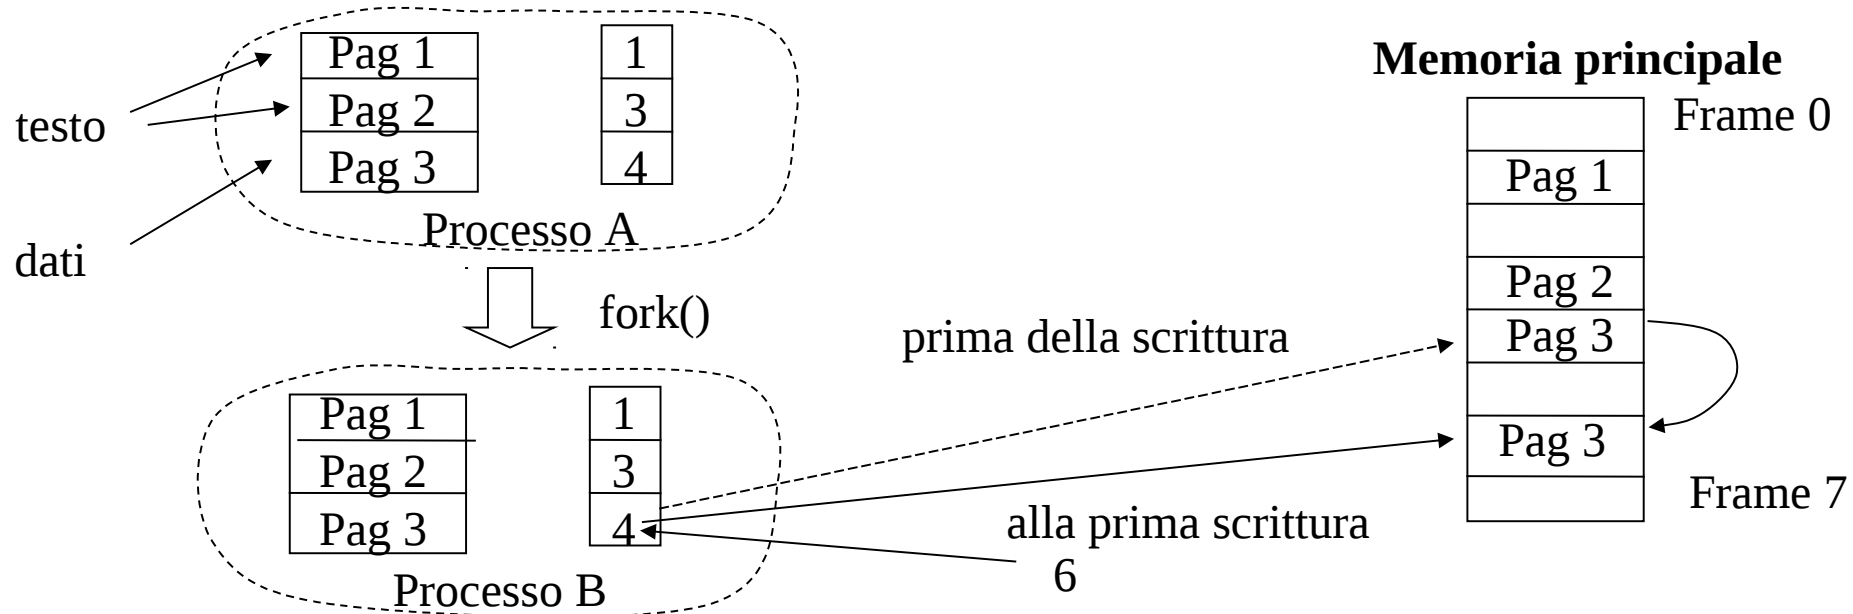 Pag 1
Pag 2
Pag 3
1
3
4
testo
dati
Processo A
fork()
Pag 1
Pag 2
Pag 3
1
3
4
Processo B
prima della scrittura
alla prima scrittura
6
Memoria principale
Frame 0
Pag 1
Pag 2
Pag 3
Pag 3
Frame 7